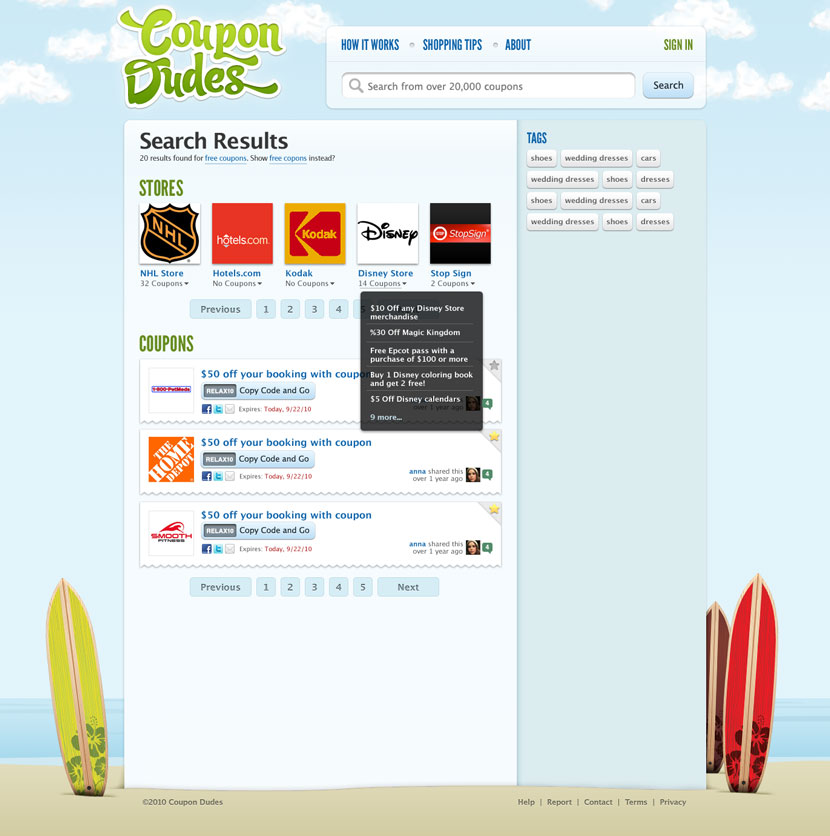 Coupon
Dudes
HOW IT WORKS SHOPPING TIPS ABOUT SIGN IN
Search from over 20,000 coupons Search
Search Results
20 results found for free coupons. Show free copons instead?
STORES
NHL
hotels.com
Kodak
Disney
STOP StopSign
NHL Store Hotels.com Kodak Disney Store Stop Sign
32 Coupons No Coupons No Coupons 14 Coupons 2 Coupons
Previous 1 2 3 4
$10 Off any Disney Store
merchandise
%30 Off Magic Kingdom
Free Epcot pass with a
purchase of $100 or more
Buy 1 Disney coloring book
and get 2 free!
$5 Off Disney calendars
9 more...
COUPONS
1-800-PetMeds
$50 off your booking with coupon
RELAX10 Copy Code and Go
Expires: Today, 9/22/10
over 1 year ago 4
THE
HOME
DEPOT
$50 off your booking with coupon
RELAX10 Copy Code and Go
Expires: Today, 9/22/10
anna shared this
over 1 year ago 4
SMOOTH
FITNESS
$50 off your booking with coupon
RELAX10 Copy Code and Go
Expires: Today, 9/22/10
anna shared this
over 1 year ago 4
Previous 1 2 3 4 5 Next
TAGS
shoes wedding dresses cars
wedding dresses shoes dresses
shoes wedding dresses cars
wedding dresses shoes dresses
©2010 Coupon Dudes
Help | Report | Contact | Terms | Privacy